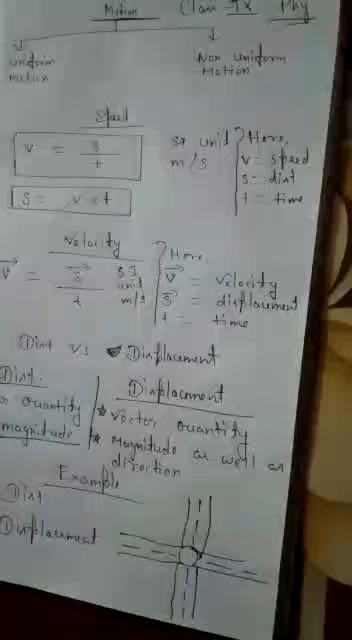 Motion Class - IX Phy
Uniform Motion
Non Uniform Motion
Speed
v = s / t
SI unit m/s
s = v × t
Here,
v = speed
s = dist
t = time
Velocity
v = s / t
SI unit m/s
Here
v = velocity
s = displacement
t = time
Dist vs Displacement
Dist.
quantity
magnitude
Displacement
* Vector quantity
* Magnitude as well as
direction
Example
Dist
Displacement